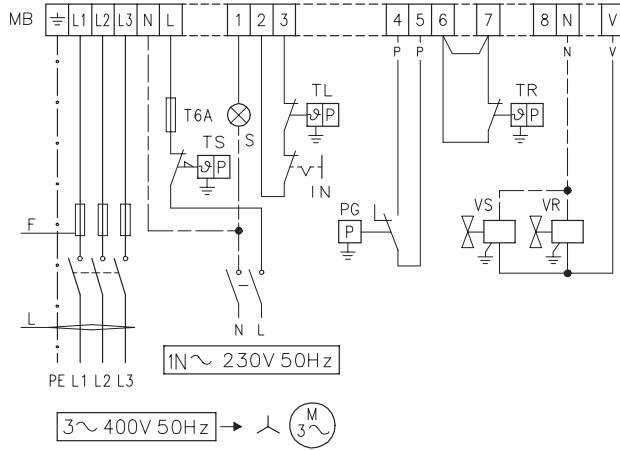 MB L1 L2 L3 N L 1 2 3 4 5 6 7 8 N V
P P N V
T6A TL TR
ϑ P ϑ P
TS S
ϑ P
IN
PG VS VR
P
F
L
N L
1N ~ 230V 50Hz
PE L1 L2 L3
3 ~ 400V 50Hz
M
3 ~